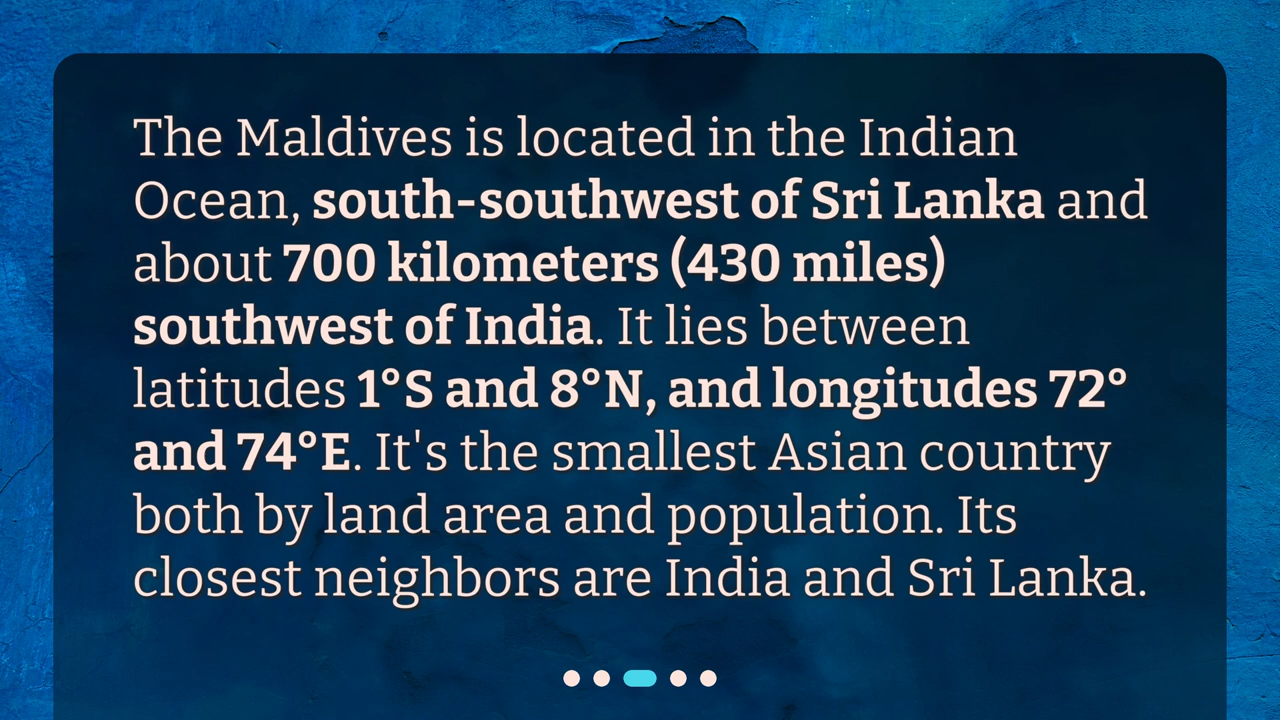 The Maldives is located in the Indian
Ocean, south-southwest of Sri Lanka and
about 700 kilometers (430 miles)
southwest of India. It lies between
latitudes 1°S and 8°N, and longitudes 72°
and 74°E. It's the smallest Asian country
both by land area and population. Its
closest neighbors are India and Sri Lanka.